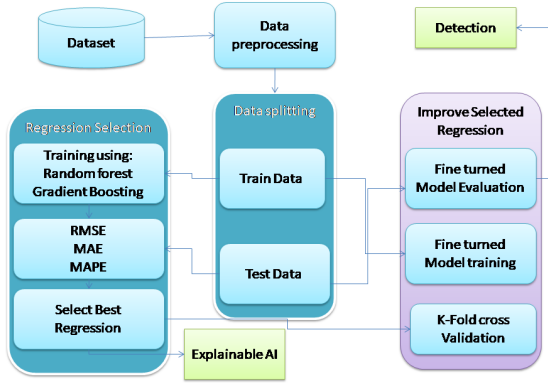 Dataset
Data
preprocessing
Detection
Regression Selection
Training using:
Random forest
Gradient Boosting
RMSE
MAE
MAPE
Select Best
Regression
Explainable AI
Data splitting
Train Data
Test Data
Improve Selected
Regression
Fine turned
Model Evaluation
Fine turned
Model training
K-Fold cross
Validation